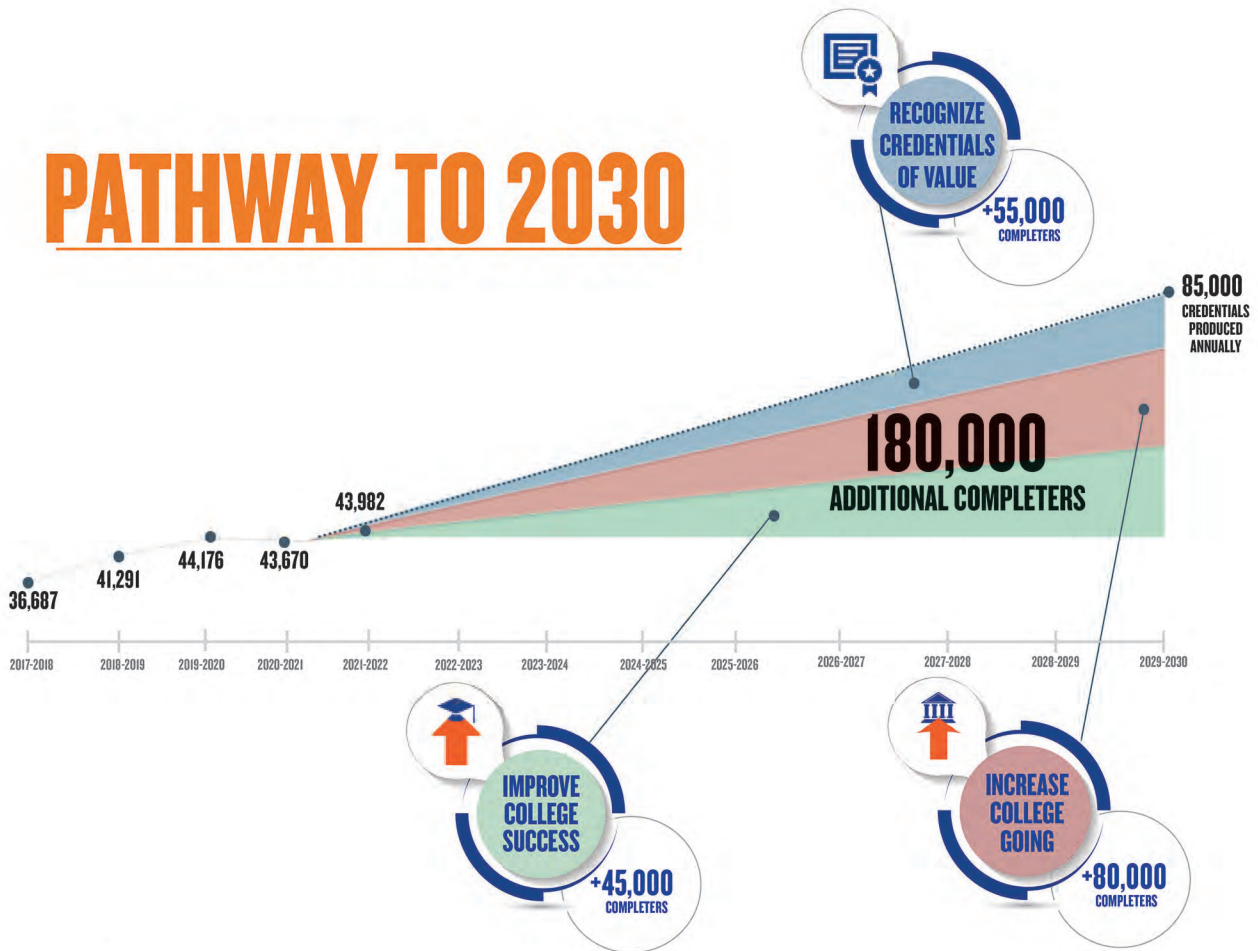 PATHWAY TO 2030
RECOGNIZE
CREDENTIALS
OF VALUE
+55,000
COMPLETERS
85,000
CREDENTIALS
PRODUCED
ANNUALLY
180,000
ADDITIONAL COMPLETERS
36,687
41,291
44,176
43,670
43,982
2017-2018
2018-2019
2019-2020
2020-2021
2021-2022
2022-2023
2023-2024
2024-2025
2025-2026
2026-2027
2027-2028
2028-2029
2029-2030
IMPROVE
COLLEGE
SUCCESS
+45,000
COMPLETERS
INCREASE
COLLEGE
GOING
+80,000
COMPLETERS